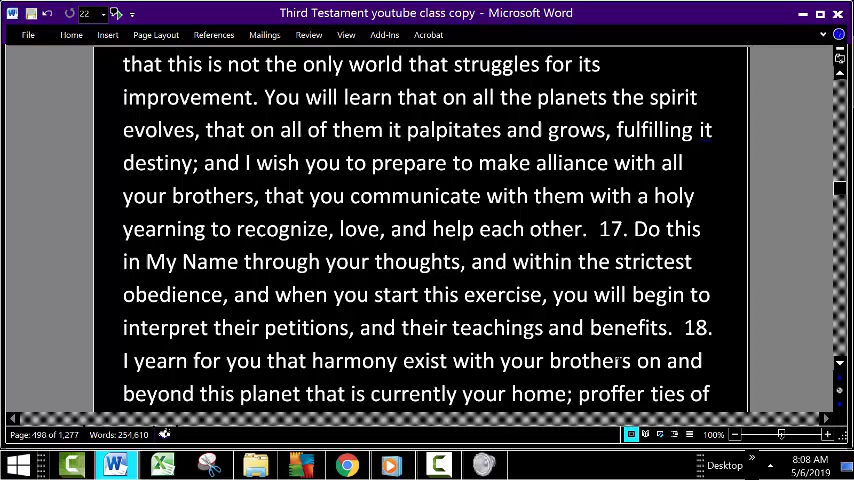 Third Testament youtube class copy - Microsoft Word
22
File Home Insert Page Layout References Mailings Review View Add-Ins Acrobat
that this is not the only world that struggles for its
improvement. You will learn that on all the planets the spirit
evolves, that on all of them it palpitates and grows, fulfilling it
destiny; and I wish you to prepare to make alliance with all
your brothers, that you communicate with them with a holy
yearning to recognize, love, and help each other. 17. Do this
in My Name through your thoughts, and within the strictest
obedience, and when you start this exercise, you will begin to
interpret their petitions, and their teachings and benefits. 18.
I yearn for you that harmony exist with your brothers on and
beyond this planet that is currently your home; proffer ties of
Page: 498 of 1,277 Words: 254,610 100%
Desktop
8:08 AM
5/6/2019